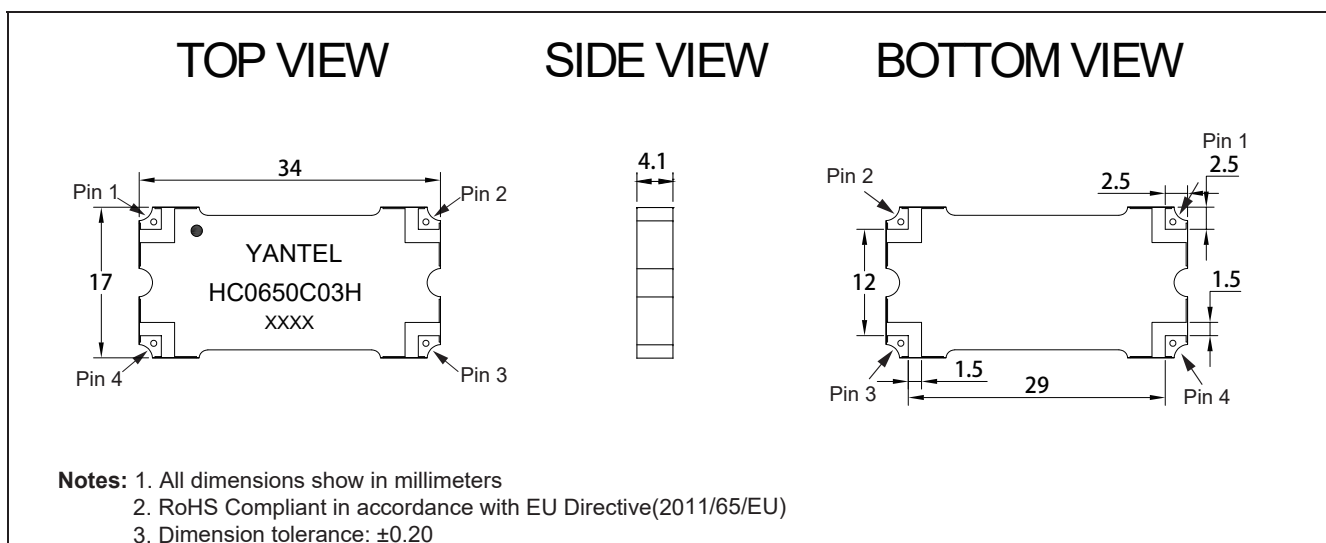 TOP VIEW
SIDE VIEW
BOTTOM VIEW
34
Pin 1
Pin 2
17
YANTEL
HC0650C03H
XXXX
Pin 4
Pin 3
4.1
Pin 1
2.5
2.5
Pin 2
12
1.5
1.5
Pin 3
29
Pin 4
Notes: 1. All dimensions show in millimeters
2. RoHS Compliant in accordance with EU Directive(2011/65/EU)
3. Dimension tolerance: ±0.20